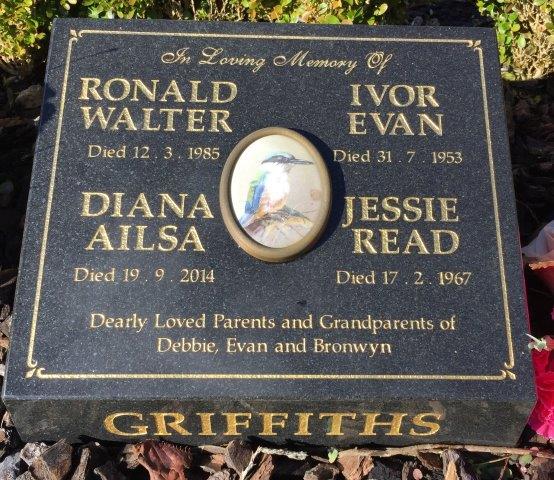 In Loving Memory Of
RONALD
WALTER
Died 12 . 3 . 1985
IVOR
EVAN
Died 31 . 7 . 1953
DIANA
AILSA
Died 19 . 9 . 2014
JESSIE
READ
Died 17 . 2 . 1967
Dearly Loved Parents and Grandparents of
Debbie, Evan and Bronwyn
GRIFFITHS